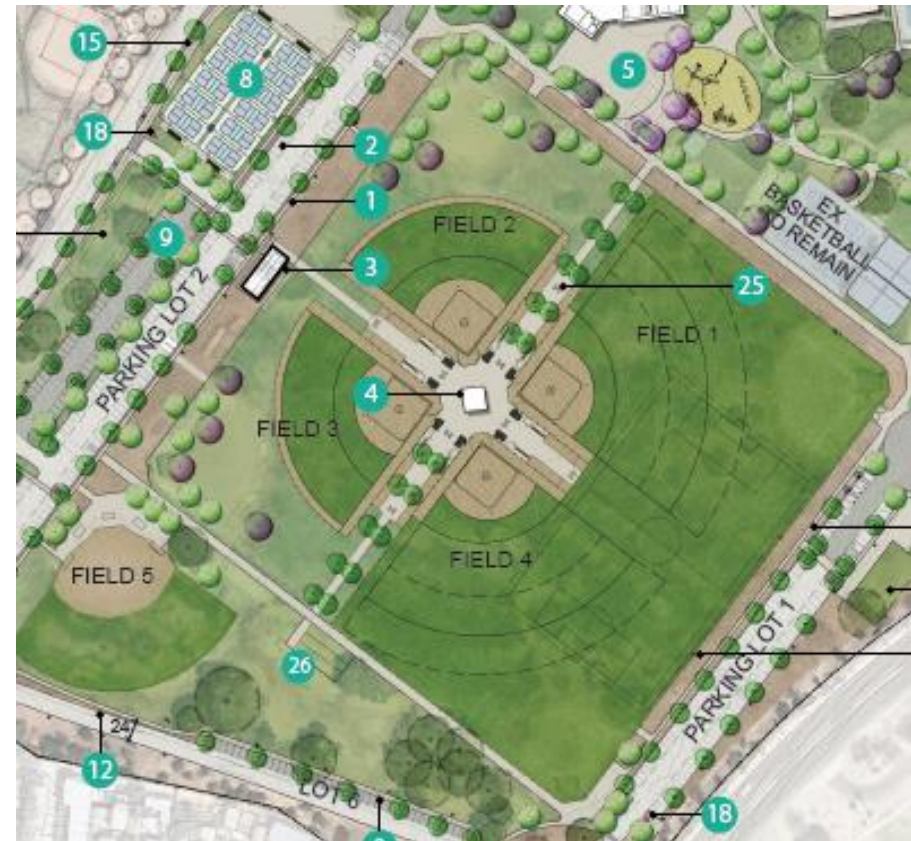 15
8
5
18
2
EX
BASKETBALL
TO REMAIN
1
FIELD 2
9
3
25
PARKING LOT 2
FIELD 1
4
FIELD 3
FIELD 4
FIELD 5
26
PARKING LOT 1
24'
12
LOT 6
18